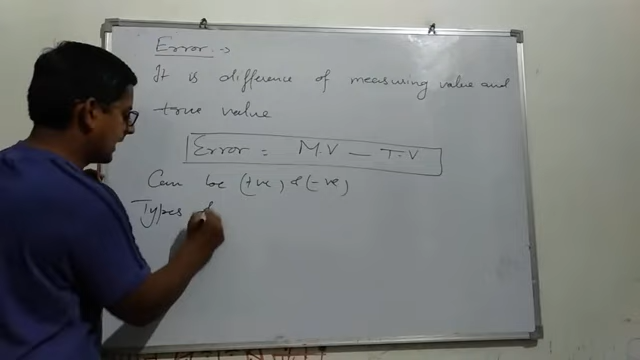 Error :→
It is difference of measuring value and
true value
Error = M.V — T.V
Can be (+ve) & (-ve)
Types